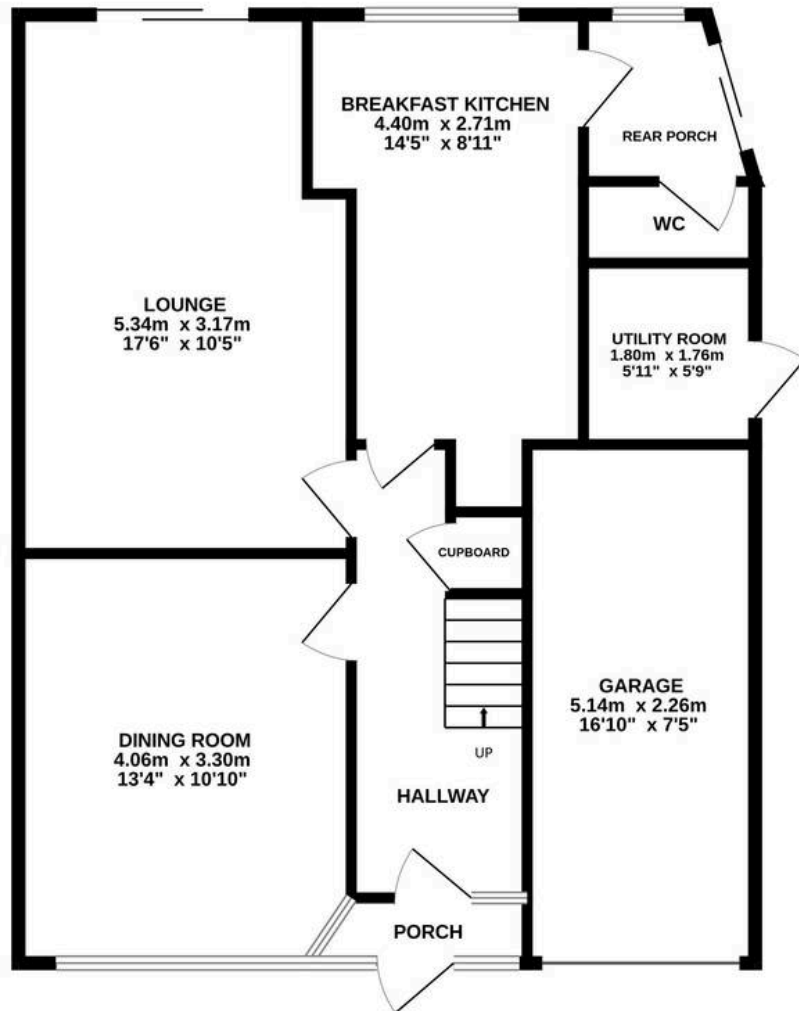 BREAKFAST KITCHEN
4.40m x 2.71m
14'5" x 8'11"
REAR PORCH
WC
LOUNGE
5.34m x 3.17m
17'6" x 10'5"
UTILITY ROOM
1.80m x 1.76m
5'11" x 5'9"
CUPBOARD
GARAGE
5.14m x 2.26m
16'10" x 7'5"
DINING ROOM
4.06m x 3.30m
13'4" x 10'10"
UP
HALLWAY
PORCH